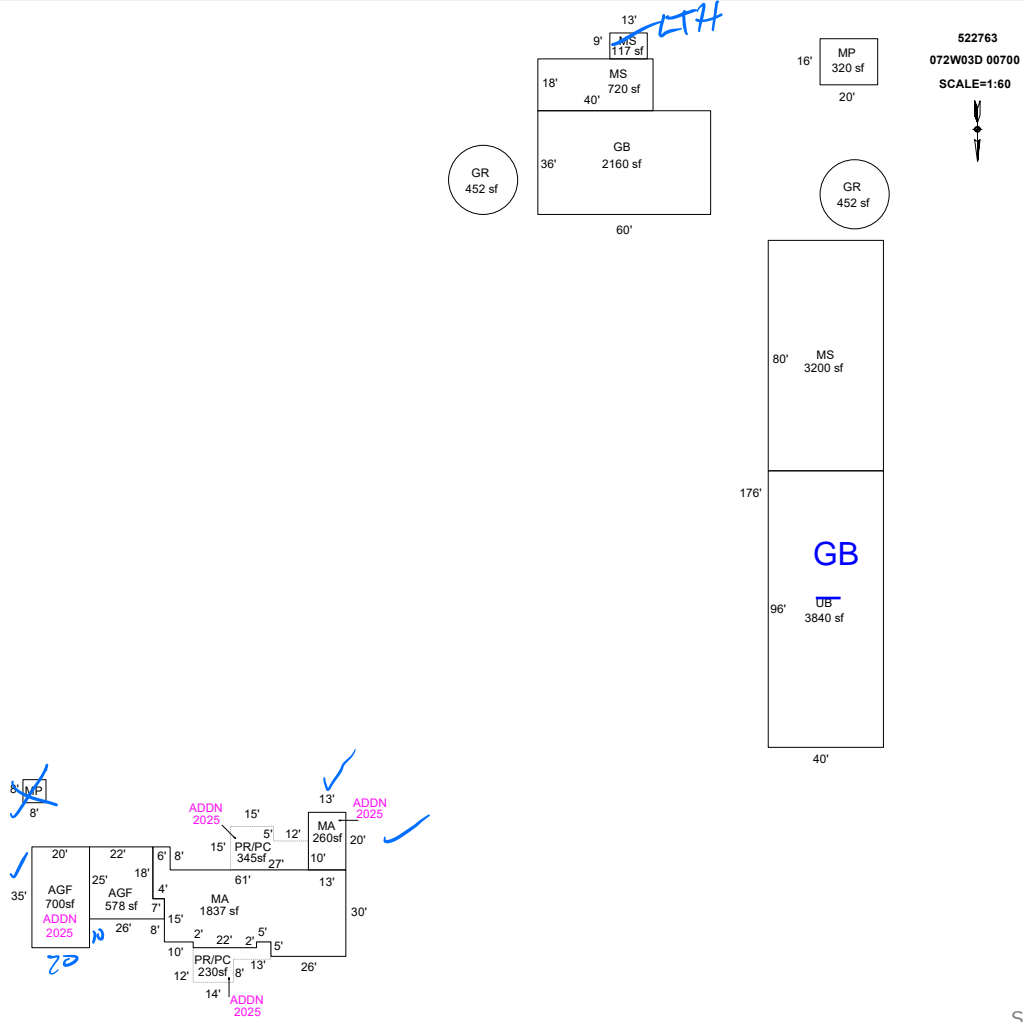 13'
LTH
9'
MS
117 sf
18'
MS
720 sf
40'
GB
2160 sf
36'
60'
GR
452 sf
MP
320 sf
16'
20'
522763
072W03D 00700
SCALE=1:60
GR
452 sf
80'
MS
3200 sf
176'
GB
96'
UB
3840 sf
40'
8'
MP
8'
13'
ADDN
2025
15'
ADDN
2025
5'
12'
MA
260sf
20'
15'
PR/PC
345sf
27'
10'
20'
22'
6'
8'
61'
13'
18'
25'
35'
AGF
700sf
ADDN
2025
AGF
578 sf
4'
7'
MA
1837 sf
30'
15'
10
26'
8'
20
10'
2'
22'
2'
5'
5'
13'
26'
PR/PC
230sf
12'
8'
14'
ADDN
2025
S